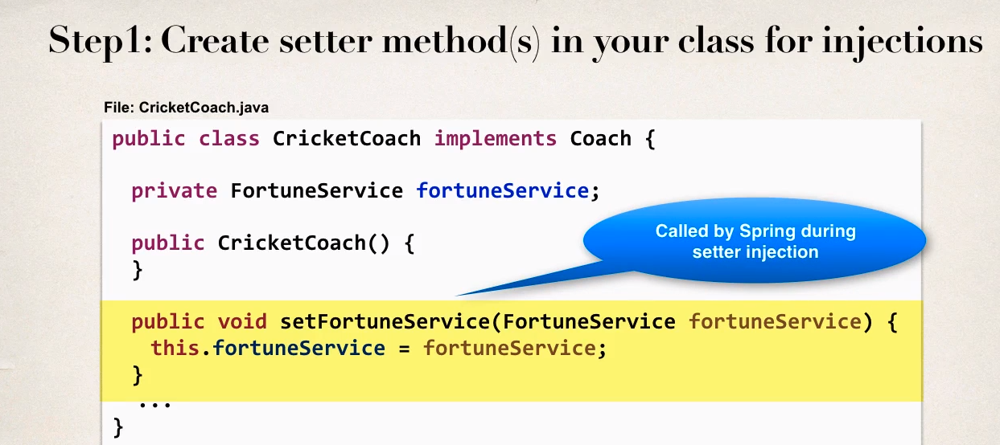 Step1: Create setter method(s) in your class for injections
File: CricketCoach.java
public class CricketCoach implements Coach {
private FortuneService fortuneService;
public CricketCoach() {
}
Called by Spring during
setter injection
public void setFortuneService(FortuneService fortuneService) {
this.fortuneService = fortuneService;
}
...
}